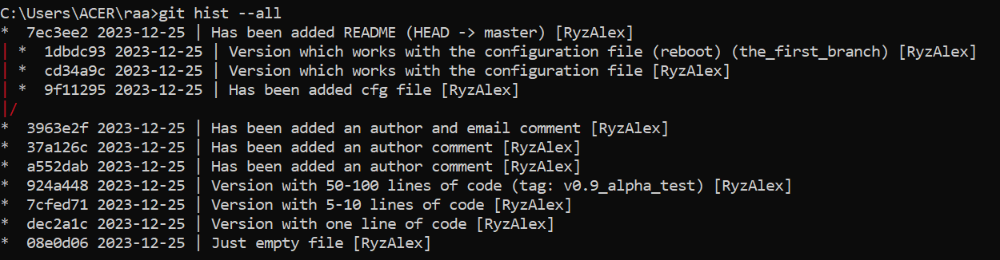 C:\Users\ACER\raa>git hist --all
* 7ec3ee2 2023-12-25 | Has been added README (HEAD -> master) [RyzAlex]
| * 1dbdc93 2023-12-25 | Version which works with the configuration file (reboot) (the_first_branch) [RyzAlex]
| * cd34a9c 2023-12-25 | Version which works with the configuration file [RyzAlex]
| * 9f11295 2023-12-25 | Has been added cfg file [RyzAlex]
|/
* 3963e2f 2023-12-25 | Has been added an author and email comment [RyzAlex]
* 37a126c 2023-12-25 | Has been added an author comment [RyzAlex]
* a552dab 2023-12-25 | Has been added an author comment [RyzAlex]
* 924a448 2023-12-25 | Version with 50-100 lines of code (tag: v0.9_alpha_test) [RyzAlex]
* 7cfed71 2023-12-25 | Version with 5-10 lines of code [RyzAlex]
* dec2a1c 2023-12-25 | Version with one line of code [RyzAlex]
* 08e0d06 2023-12-25 | Just empty file [RyzAlex]